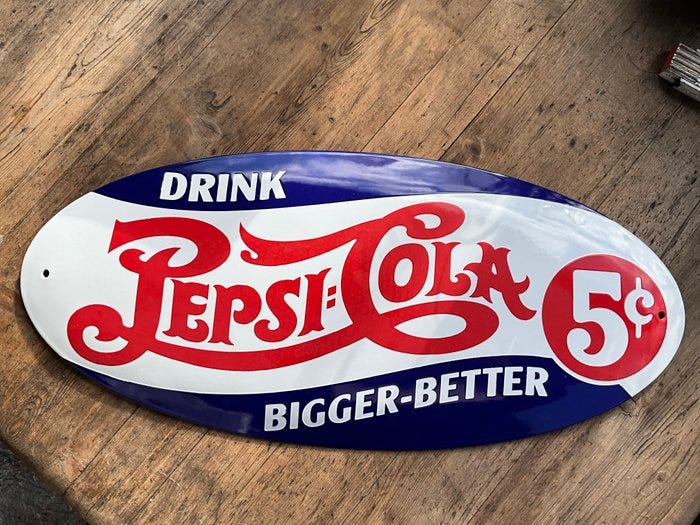 DRINK
PEPSI=COLA
5¢
BIGGER-BETTER